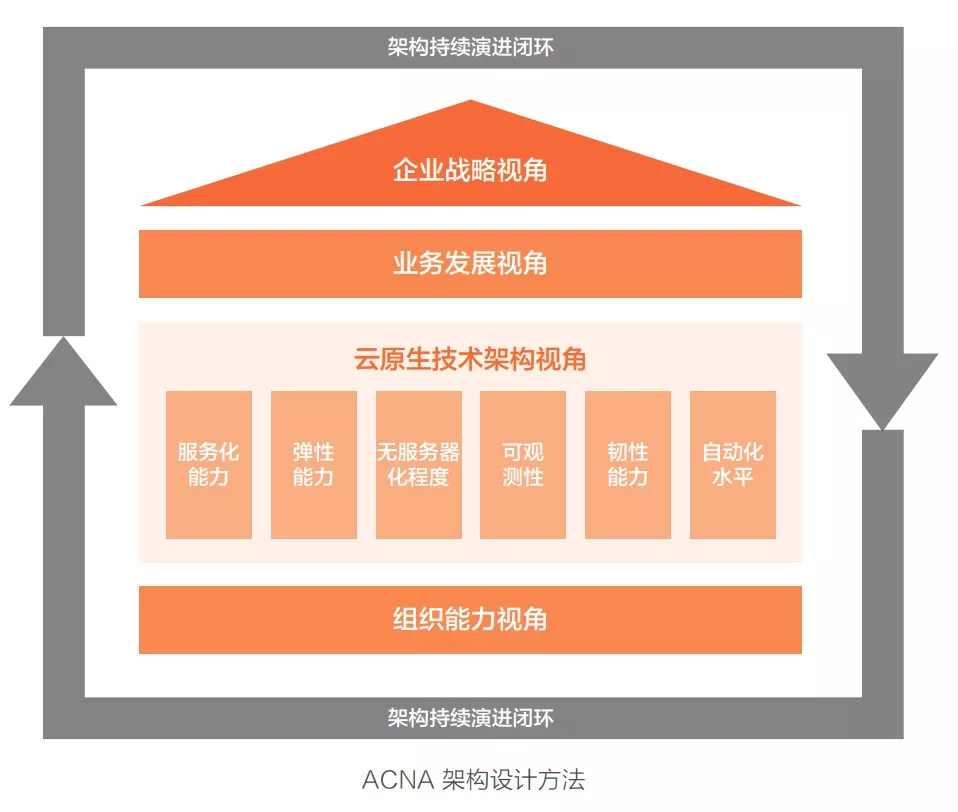 架构持续演进闭环
企业战略视角
业务发展视角
云原生技术架构视角
服务化
能力
弹性
能力
无服务器
化程度
可观
测性
韧性
能力
自动化
水平
组织能力视角
架构持续演进闭环
ACNA 架构设计方法